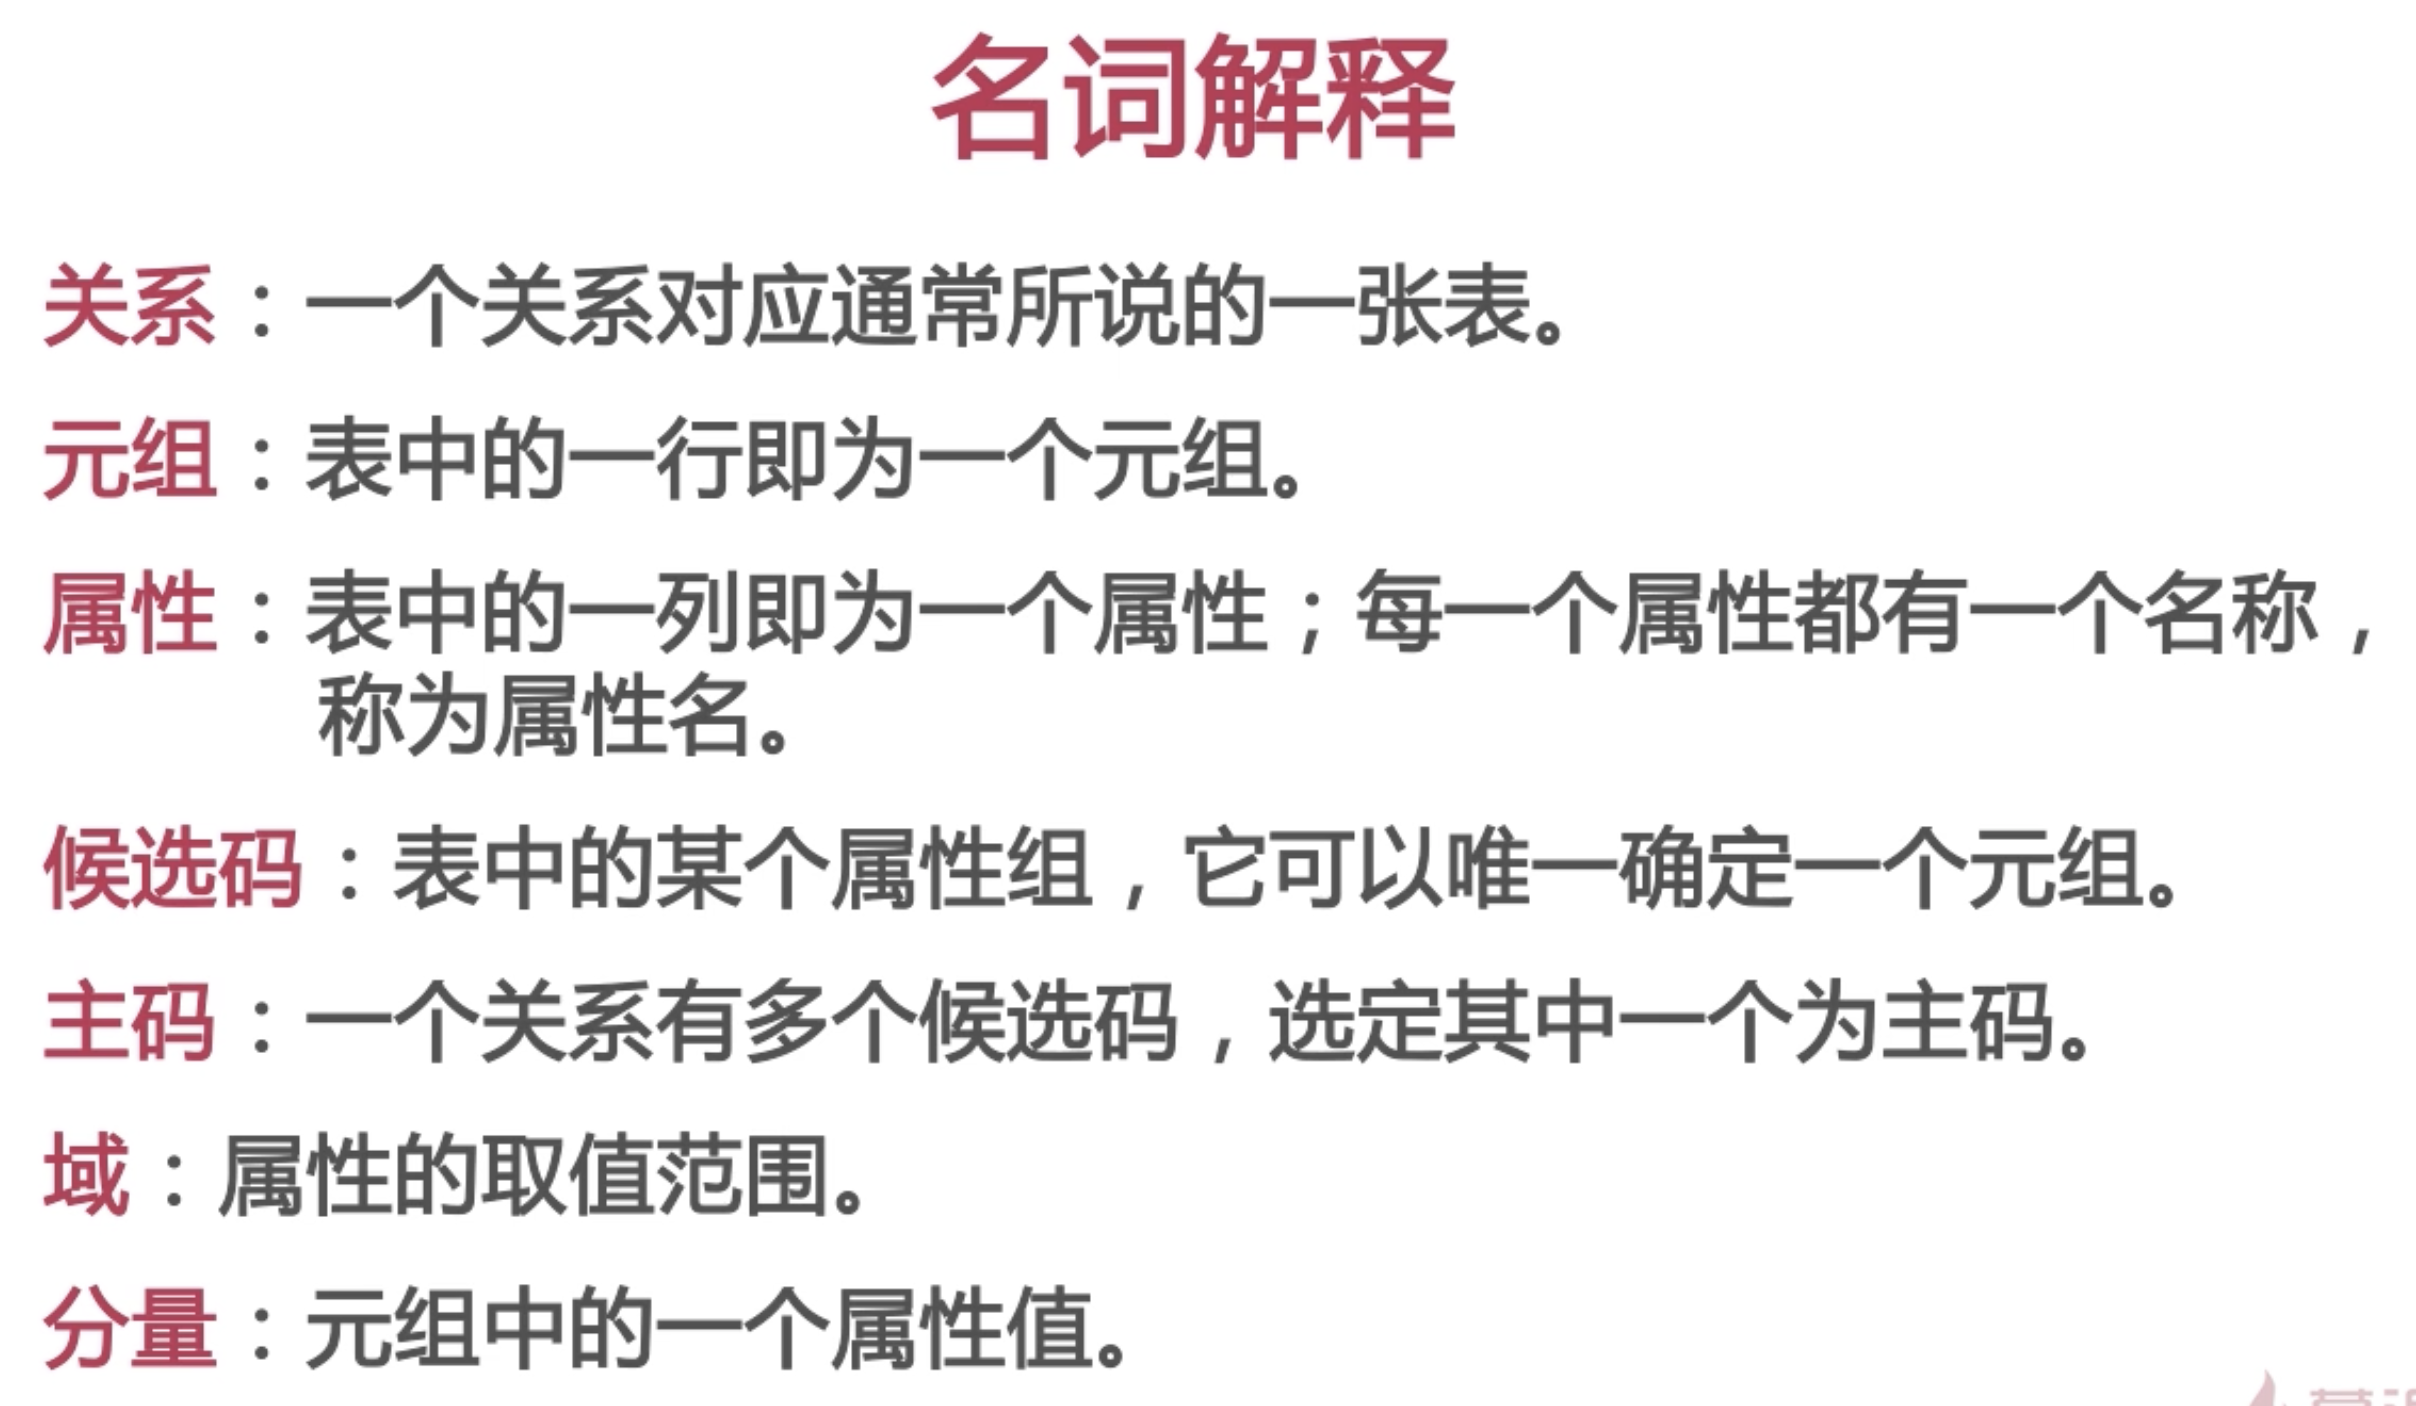 名词解释
关系：一个关系对应通常所说的一张表。
元组：表中的一行即为一个元组。
属性：表中的一列即为一个属性；每一个属性都有一个名称，
称为属性名。
候选码：表中的某个属性组，它可以唯一确定一个元组。
主码：一个关系有多个候选码，选定其中一个为主码。
域：属性的取值范围。
分量：元组中的一个属性值。